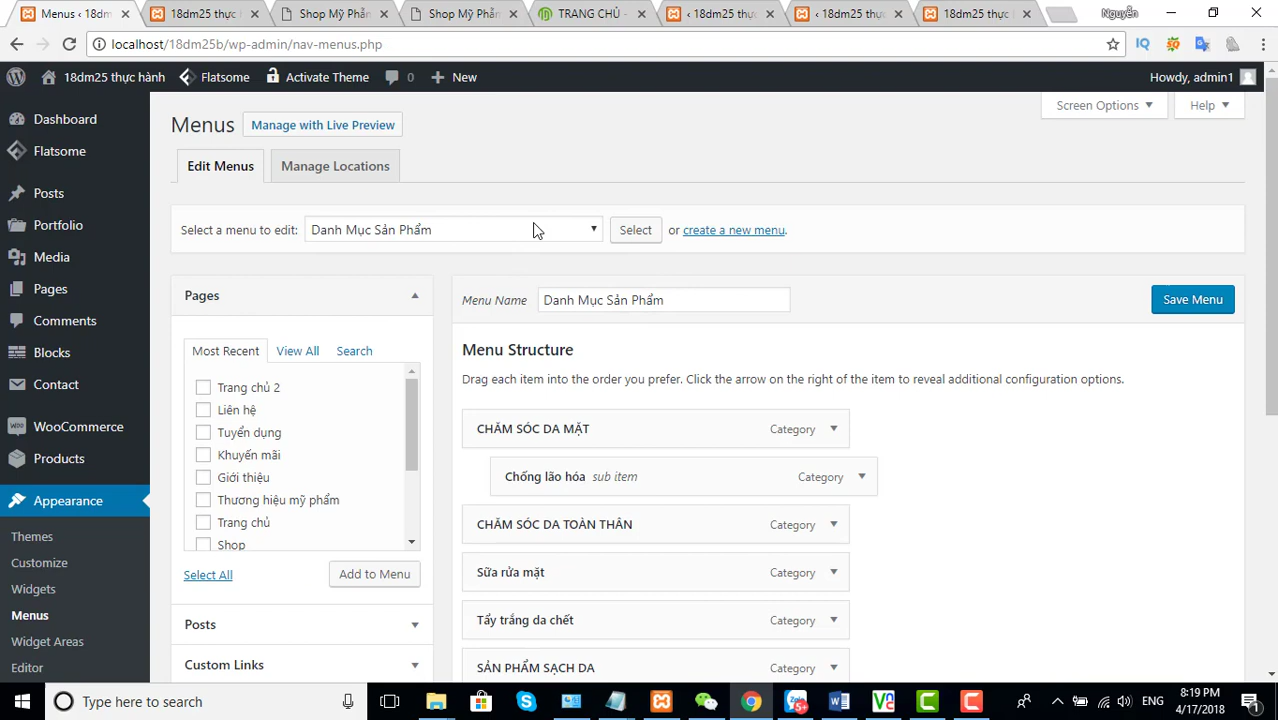 Menus ‹ 18dm
18dm25 thực
Shop Mỹ Phẩn
Shop Mỹ Phẩn
TRANG CHỦ -
‹ 18dm25 thực
‹ 18dm25 thực
18dm25 thực
Nguyễn
localhost/18dm25b/wp-admin/nav-menus.php
18dm25 thực hành
Flatsome
Activate Theme
0
New
Howdy, admin1
Dashboard
Flatsome
Posts
Portfolio
Media
Pages
Comments
Blocks
Contact
WooCommerce
Products
Appearance
Themes
Customize
Widgets
Menus
Widget Areas
Editor
Screen Options
Help
Menus
Manage with Live Preview
Edit Menus
Manage Locations
Select a menu to edit:
Danh Mục Sản Phẩm
Select
or create a new menu.
Pages
Most Recent
View All
Search
Trang chủ 2
Liên hệ
Tuyển dụng
Khuyến mãi
Giới thiệu
Thương hiệu mỹ phẩm
Trang chủ
Shop
Select All
Add to Menu
Posts
Custom Links
Menu Name
Danh Mục Sản Phẩm
Save Menu
Menu Structure
Drag each item into the order you prefer. Click the arrow on the right of the item to reveal additional configuration options.
CHĂM SÓC DA MẶT
Category
Chống lão hóa sub item
Category
CHĂM SÓC DA TOÀN THÂN
Category
Sữa rửa mặt
Category
Tẩy trắng da chết
Category
SẢN PHẨM SẠCH DA
Category
Type here to search
ENG
8:19 PM
4/17/2018